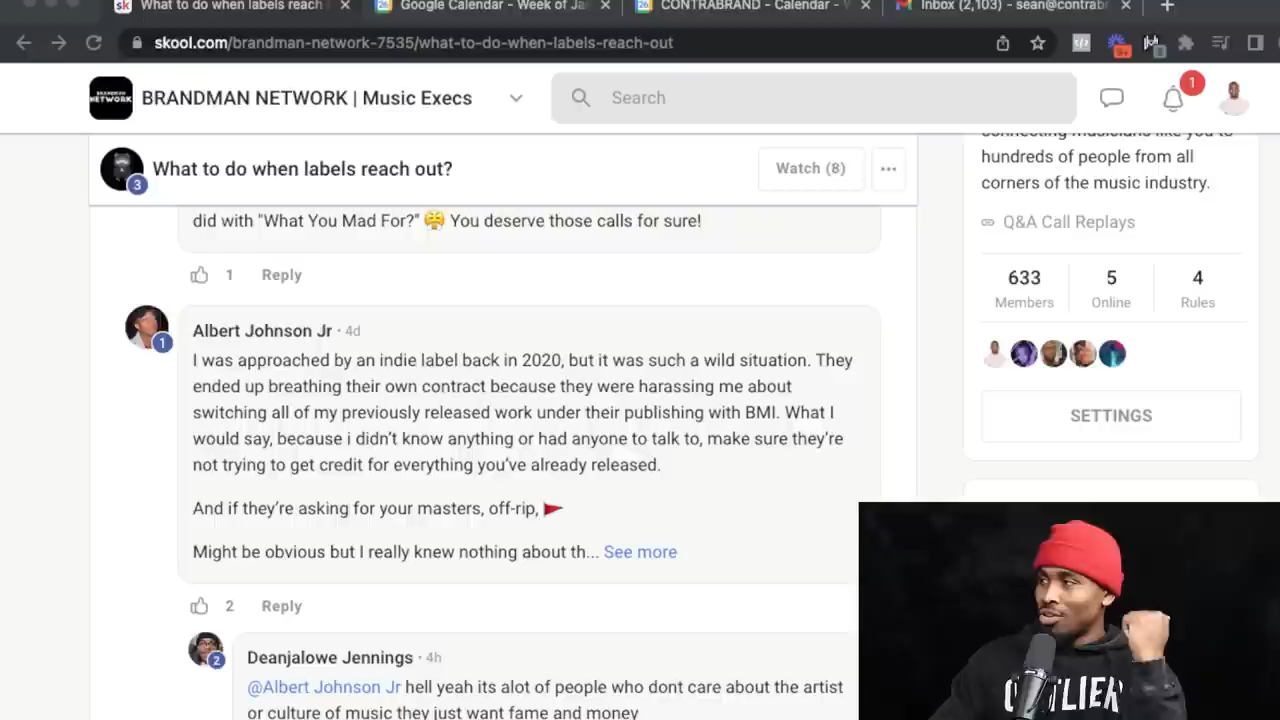 What to do when labels reach
Google Calendar - Week of Ja
CONTRABRAND - Calendar - W
Inbox (2,103) - sean@contrabr
skool.com/brandman-network-7535/what-to-do-when-labels-reach-out
BRANDMAN NETWORK
BRANDMAN NETWORK | Music Execs
Search
1
3
What to do when labels reach out?
Watch (8)
did with "What You Mad For?" 😤 You deserve those calls for sure!
1 Reply
1
Albert Johnson Jr · 4d
I was approached by an indie label back in 2020, but it was such a wild situation. They
ended up breathing their own contract because they were harassing me about
switching all of my previously released work under their publishing with BMI. What I
would say, because i didn't know anything or had anyone to talk to, make sure they're
not trying to get credit for everything you've already released.
And if they're asking for your masters, off-rip, 🚩
Might be obvious but I really knew nothing about th... See more
2 Reply
2
Deanjalowe Jennings · 4h
@Albert Johnson Jr hell yeah its alot of people who dont care about the artist
or culture of music they just want fame and money
connecting musicians like you to
hundreds of people from all
corners of the music industry.
Q&A Call Replays
633 5 4
Members Online Rules
SETTINGS